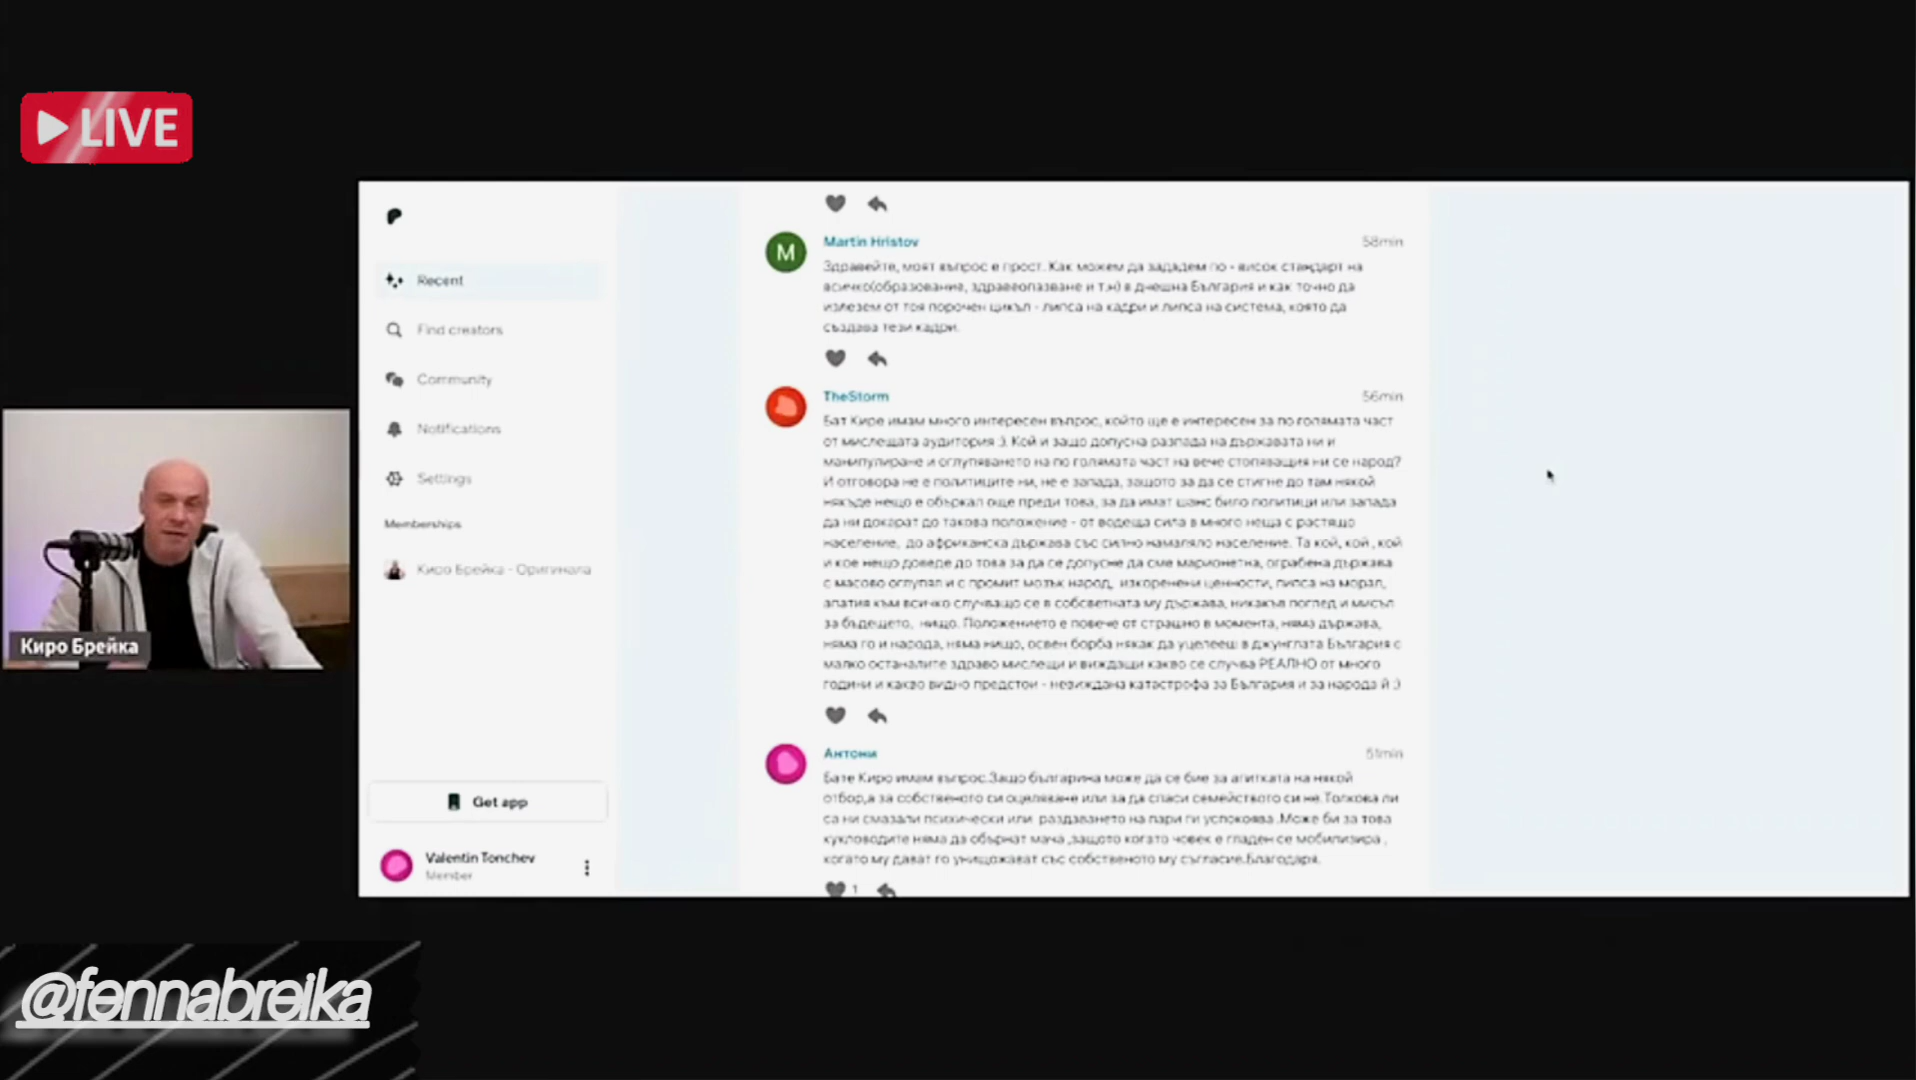 LIVE
Recent
Find creators
Community
Notifications
Settings
Memberships
Киро Брейка - Оригинала
Get app
Valentin Tonchev
Member
Martin Hristov
58min
Здравейте, моят въпрос е прост. Как можем да зададем по - висок стандарт на
всичко(образование, здравеопазване и т.н) в днешна България и как точно да
излезем от тоя порочен цикъл - липса на кадри и липса на система, която да
създава тези кадри.
TheStorm
56min
Бат Кире имам много интересен въпрос, който ще е интересен за по голямата част
от мислещата аудитория :). Кой и защо допусна разпада на държавата ни и
манипулиране и оглупяването на по голямата част на вече стопяващия ни се народ?
И отговора не е политиците ни, не е запада, защото за да се стигне до там някой
някъде нещо е объркал още преди това, за да имат шанс било политици или запада
да ни докарат до такова положение - от водеща сила в много неща с растящо
население, до африканска държава със силно намаляло население. Та кой, кой , кой
и кое нещо доведе до това за да се допусне да сме марионетна, ограбена държава
с масово оглупял и с промит мозък народ, изкоренени ценности, липса на морал,
апатия към всичко случващо се в собсветната му държава, никакъв поглед и мисъл
за бъдещето, нищо. Положението е повече от страшно в момента, няма държава,
няма го и народа, няма нищо, освен борба някак да уцелееш в джунглата България с
малко останалите здраво мислещи и виждащи какво се случва РЕАЛНО от много
години и какво видно предстои - невиждана катастрофа за България и за народа й :)
Антони
51min
Бате Киро имам въпрос.Защо българина може да се бие за агитката на някой
отбор,а за собственото си оцеляване или за да спаси семейството си не.Толкова ли
са ни смазали психически или раздаването на пари ги успокоява .Може би за това
кукловодите няма да обърнат мача ,защото когато човек е гладен се мобилизира ,
когато му дават го унищожават със собственото му съгласие.Благодаря.
1
Киро Брейка
@fennabreika